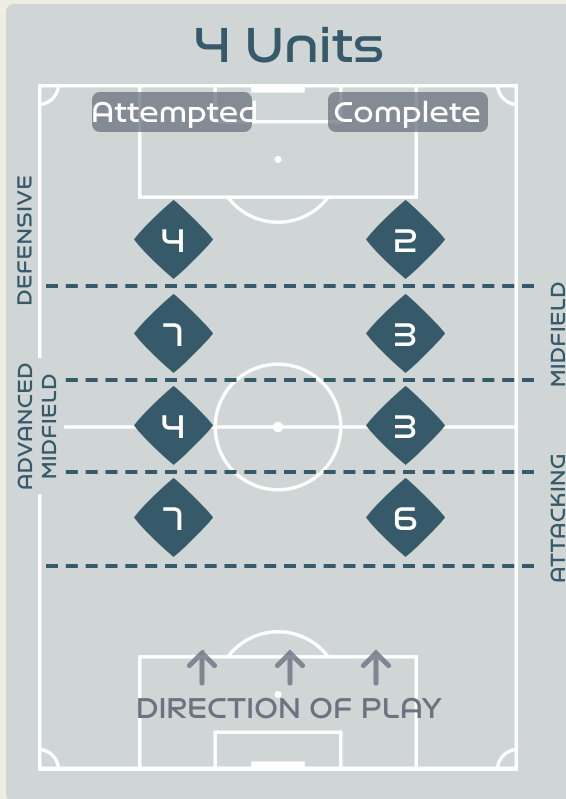 4 Units
Attempted Complete
DEFENSIVE
4 2
MIDFIELD
7 3
ADVANCED
MIDFIELD
4 3
ATTACKING
7 6
DIRECTION OF PLAY